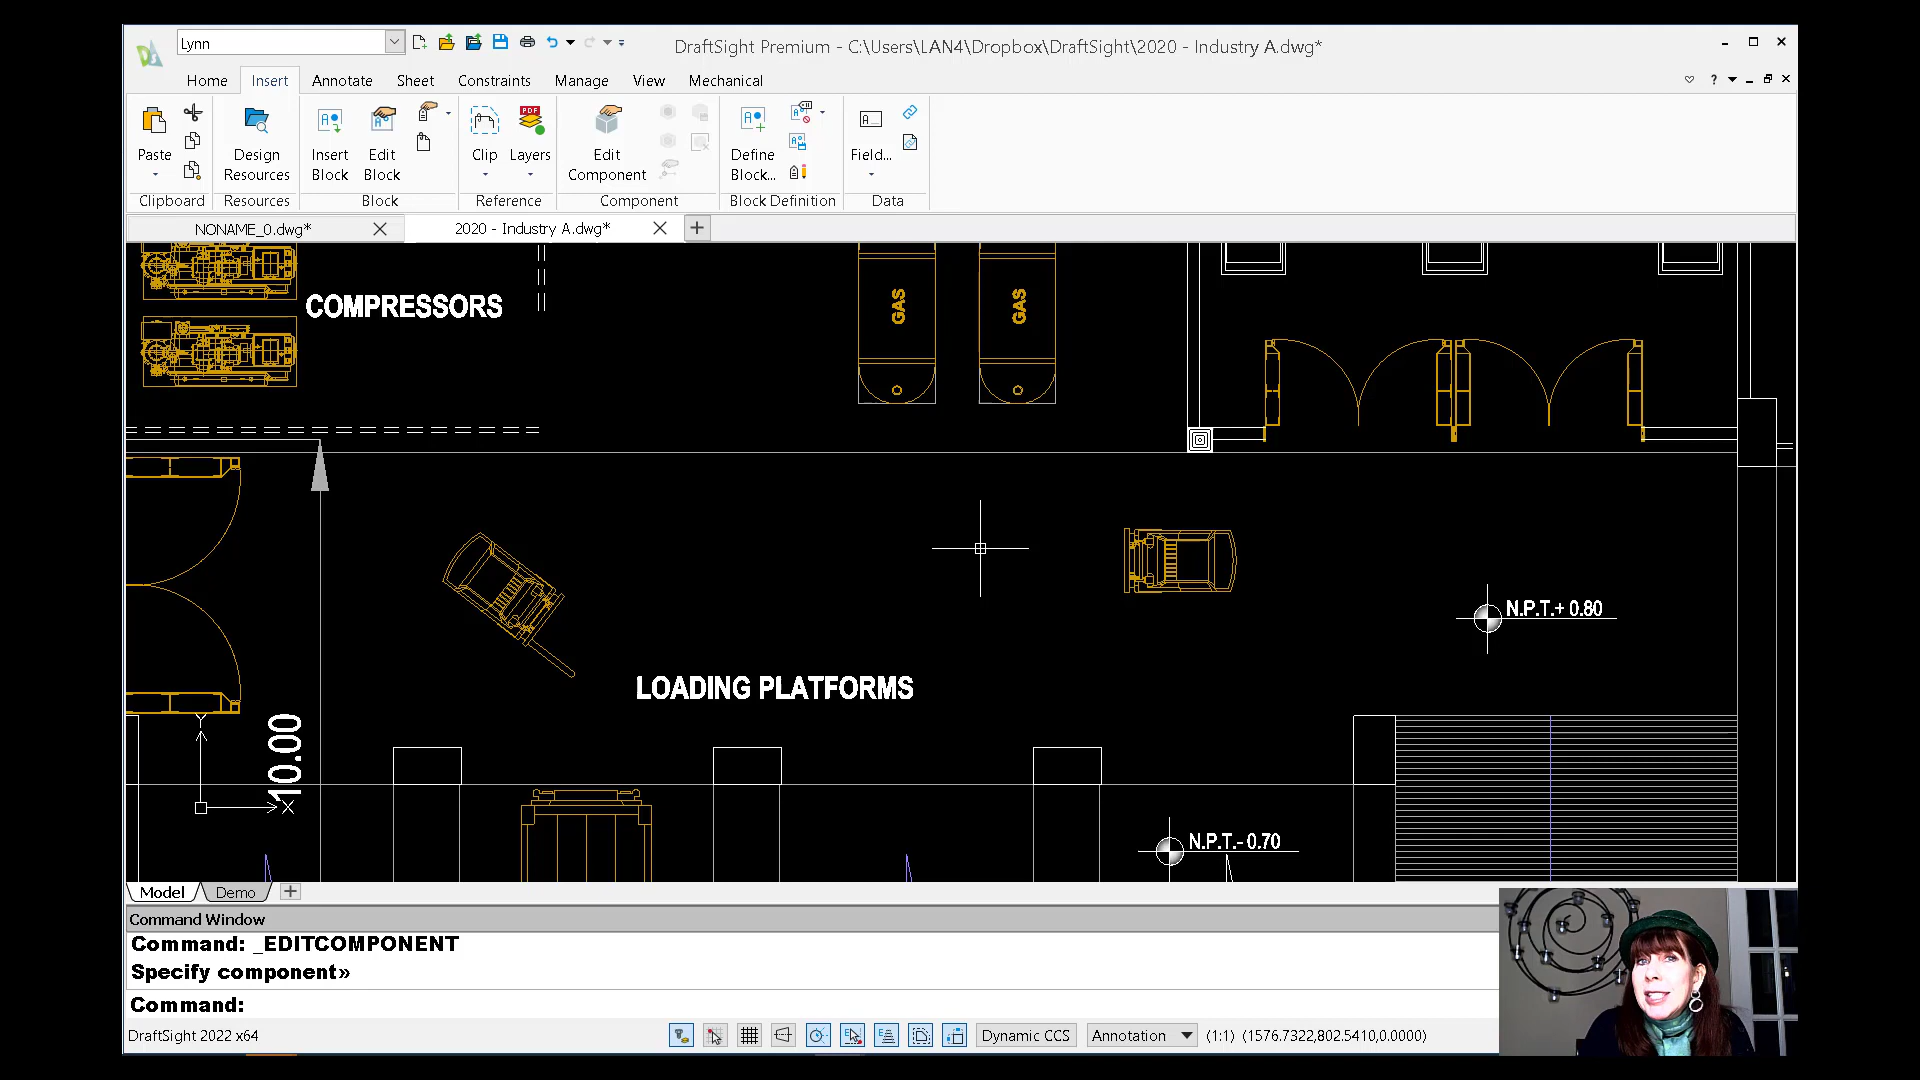 Lynn
DraftSight Premium - C:\Users\LAN4\Dropbox\DraftSight\2020 - Industry A.dwg*
Home Insert Annotate Sheet Constraints Manage View Mechanical
Paste Design Resources Insert Block Edit Block Clip Layers Edit Component Define Block... Field...
Clipboard Resources Block Reference Component Block Definition Data
NONAME_0.dwg* 2020 - Industry A.dwg*
COMPRESSORS
GAS
GAS
N.P.T.+ 0.80
LOADING PLATFORMS
10.00
Y
X
N.P.T.- 0.70
Model Demo
Command Window
Command: _EDITCOMPONENT
Specify component»
Command:
DraftSight 2022 x64 Dynamic CCS Annotation (1:1) (1576.7322,802.5410,0.0000)